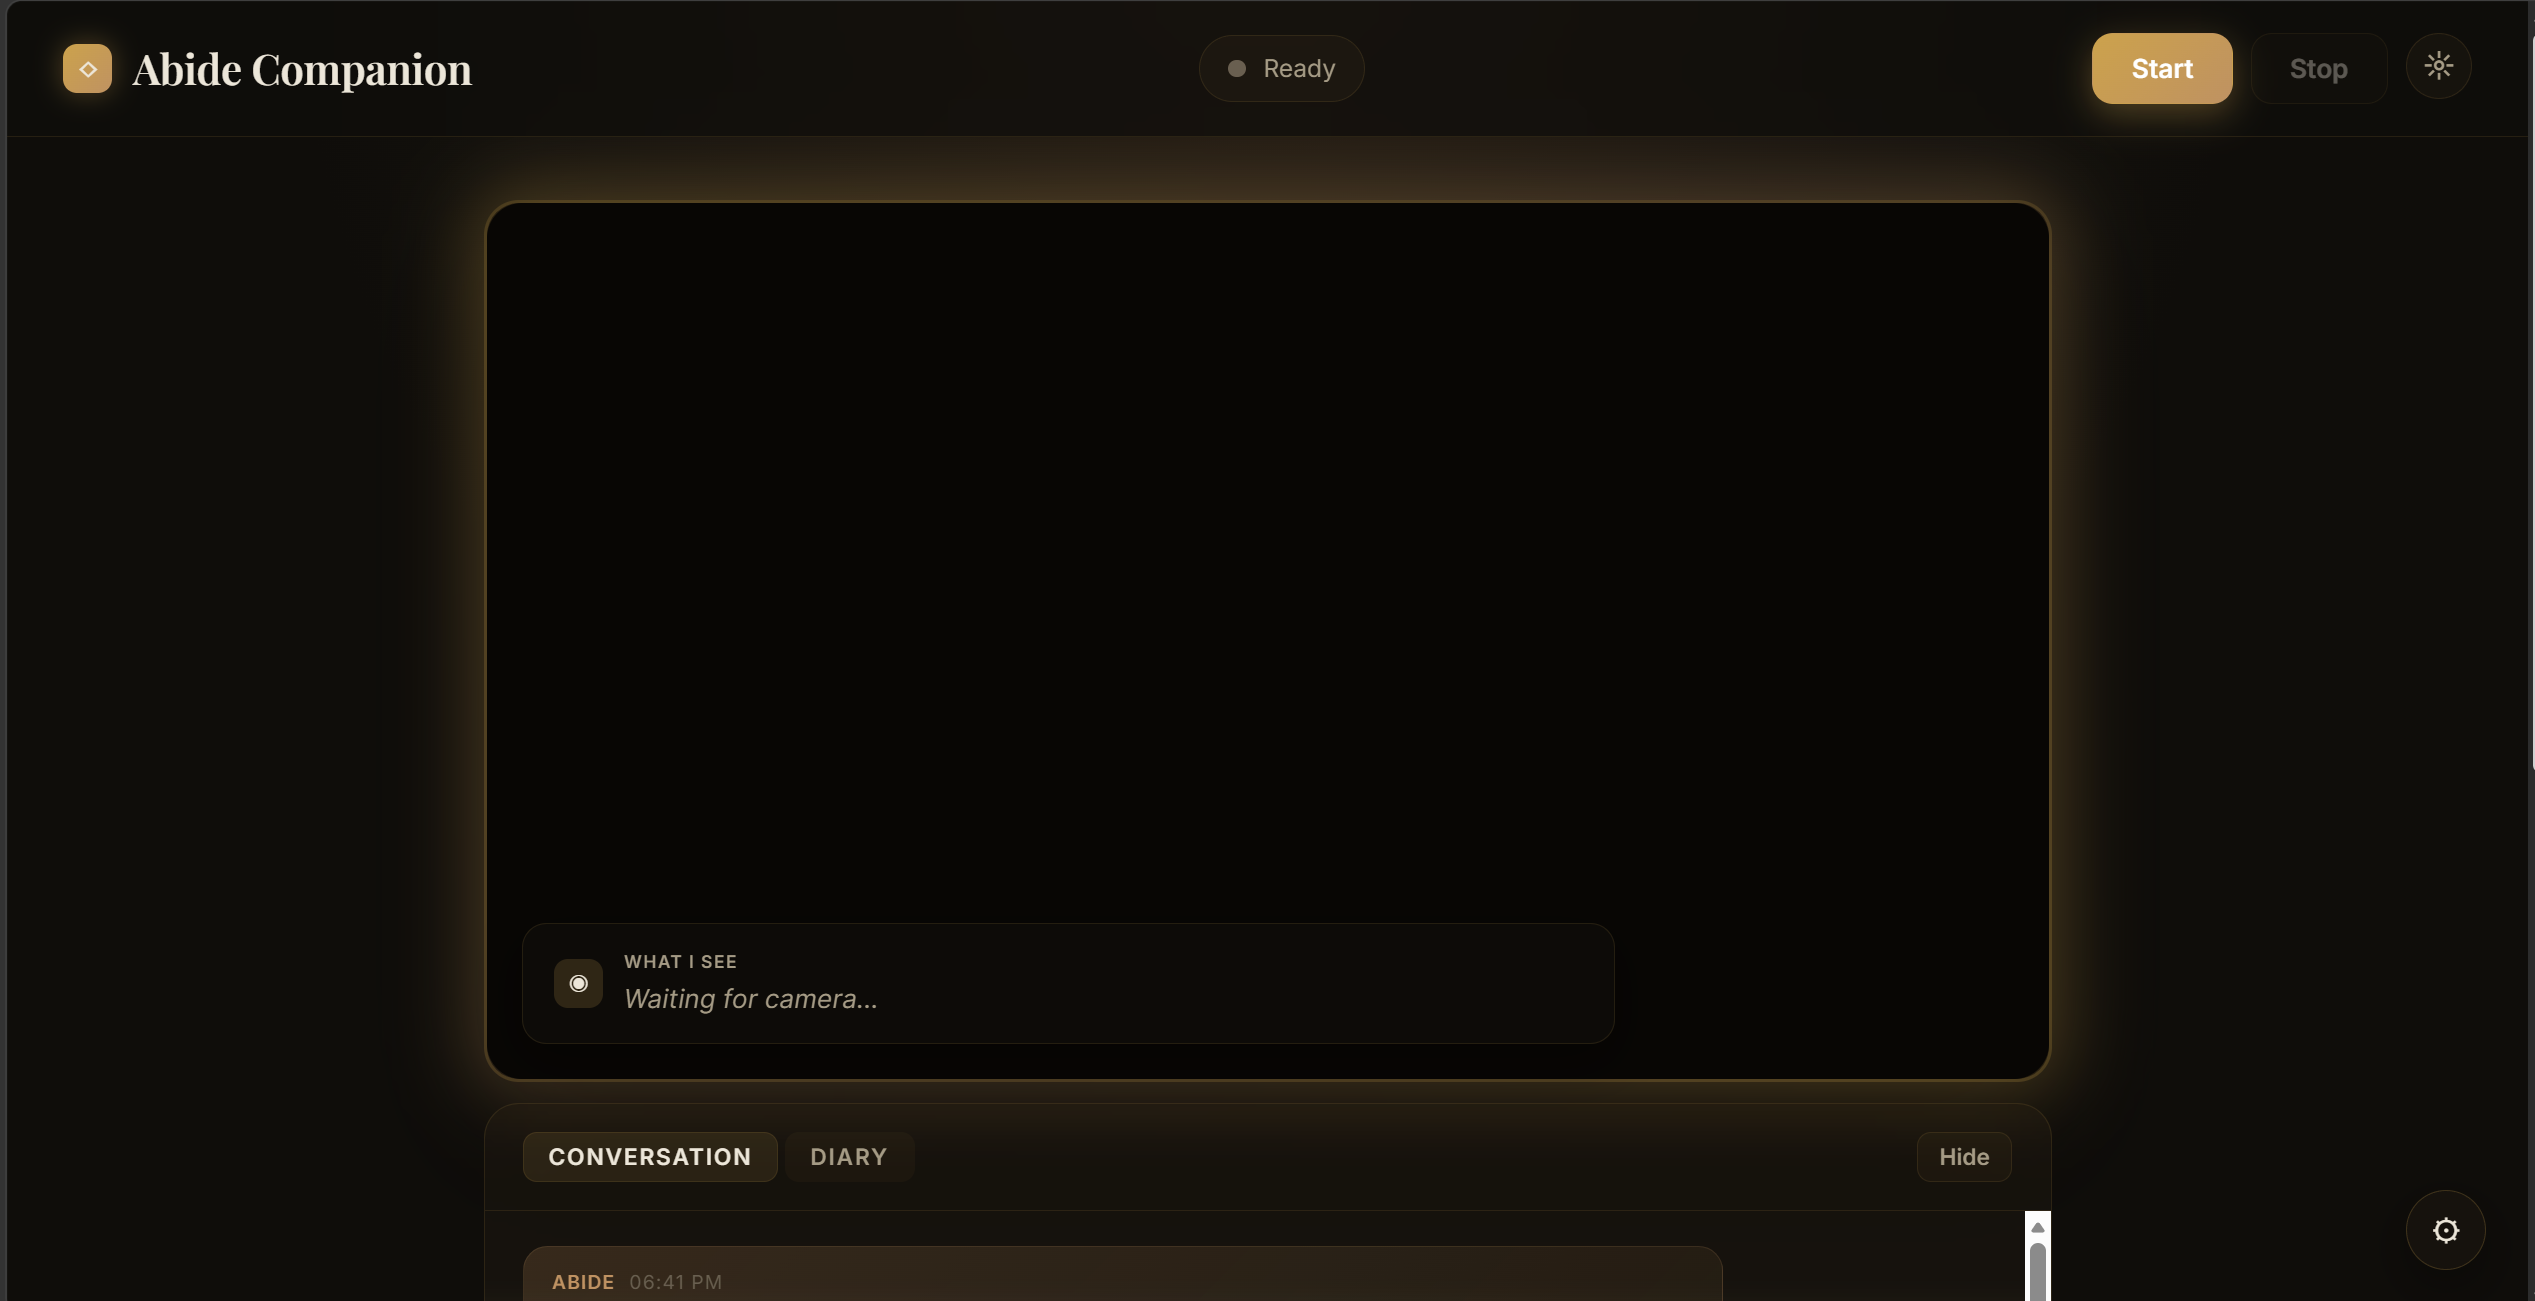 Abide Companion
Ready
Start
Stop
WHAT I SEE
Waiting for camera...
CONVERSATION
DIARY
Hide
ABIDE 06:41 PM